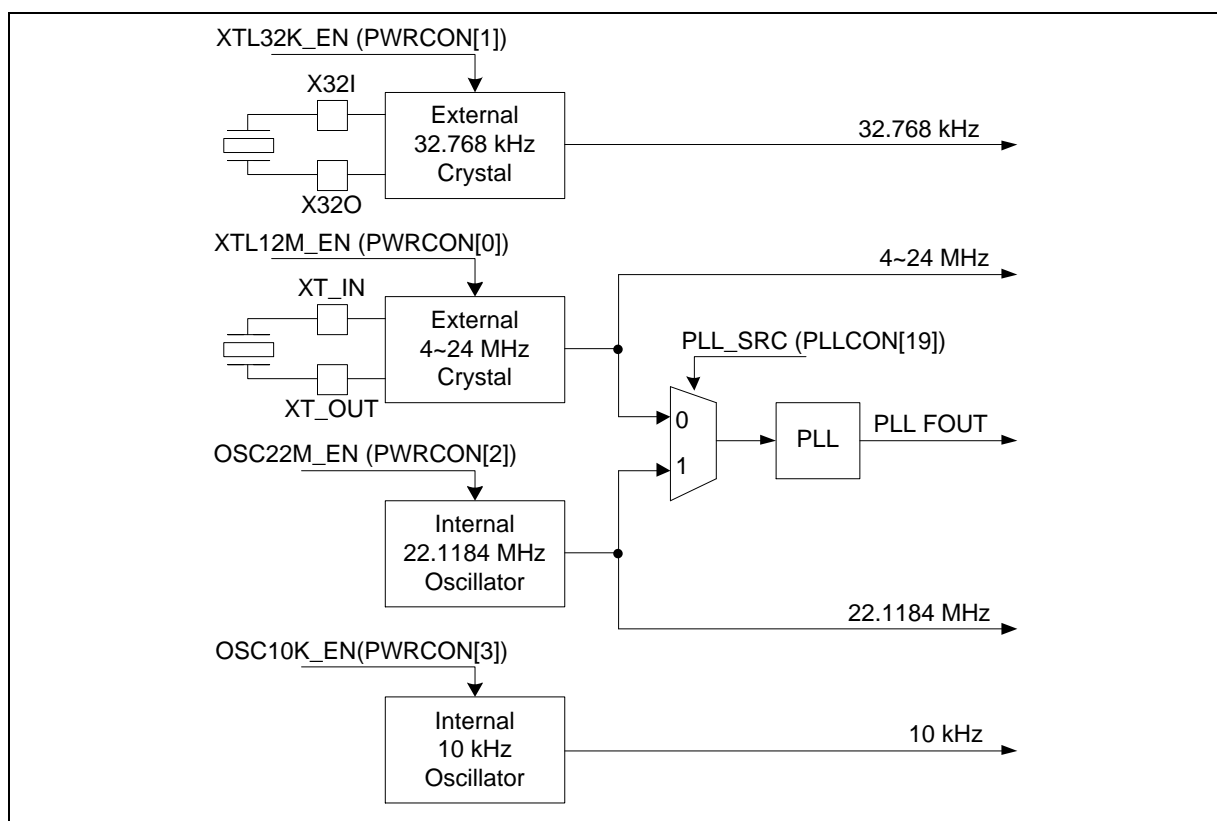 XTL32K_EN (PWRCON[1])
X32I
External
32.768 kHz
Crystal
32.768 kHz
X32O
XTL12M_EN (PWRCON[0])
4~24 MHz
XT_IN
External
4~24 MHz
Crystal
PLL_SRC (PLLCON[19])
XT_OUT
0
PLL
PLL FOUT
1
OSC22M_EN (PWRCON[2])
Internal
22.1184 MHz
Oscillator
22.1184 MHz
OSC10K_EN(PWRCON[3])
Internal
10 kHz
Oscillator
10 kHz